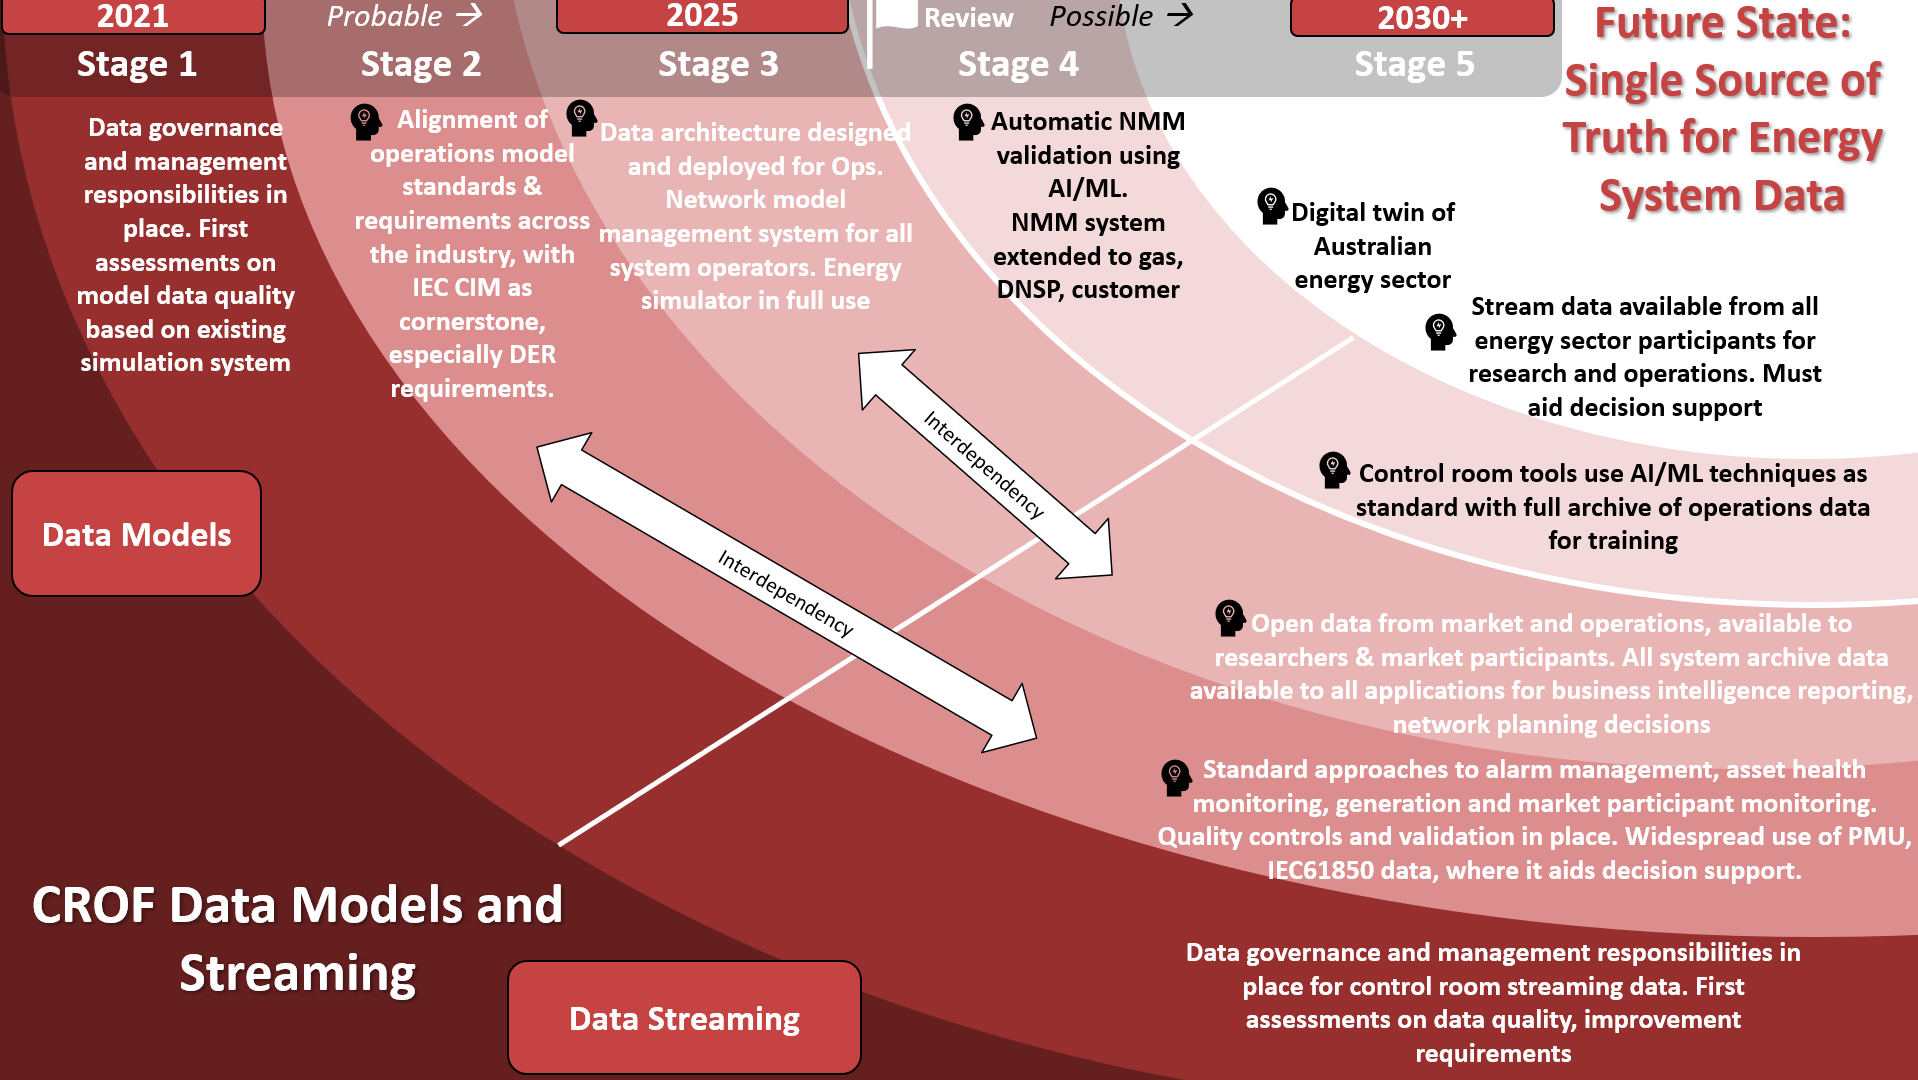 2021
Probable →
2025
Review
Possible →
2030+
Stage 1
Stage 2
Stage 3
Stage 4
Stage 5
Future State:
Single Source of
Truth for Energy
System Data
Data governance
and management
responsibilities in
place. First
assessments on
model data quality
based on existing
simulation system
Alignment of
operations model
standards &
requirements across
the industry, with
IEC CIM as
cornerstone,
especially DER
requirements.
Data architecture designed
and deployed for Ops.
Network model
management system for all
system operators. Energy
simulator in full use
Automatic NMM
validation using
AI/ML.
NMM system
extended to gas,
DNSP, customer
Digital twin of
Australian
energy sector
Stream data available from all
energy sector participants for
research and operations. Must
aid decision support
Interdependency
Interdependency
Control room tools use AI/ML techniques as
standard with full archive of operations data
for training
Data Models
Open data from market and operations, available to
researchers & market participants. All system archive data
available to all applications for business intelligence reporting,
network planning decisions
Standard approaches to alarm management, asset health
monitoring, generation and market participant monitoring.
Quality controls and validation in place. Widespread use of PMU,
IEC61850 data, where it aids decision support.
CROF Data Models and
Streaming
Data Streaming
Data governance and management responsibilities in
place for control room streaming data. First
assessments on data quality, improvement
requirements